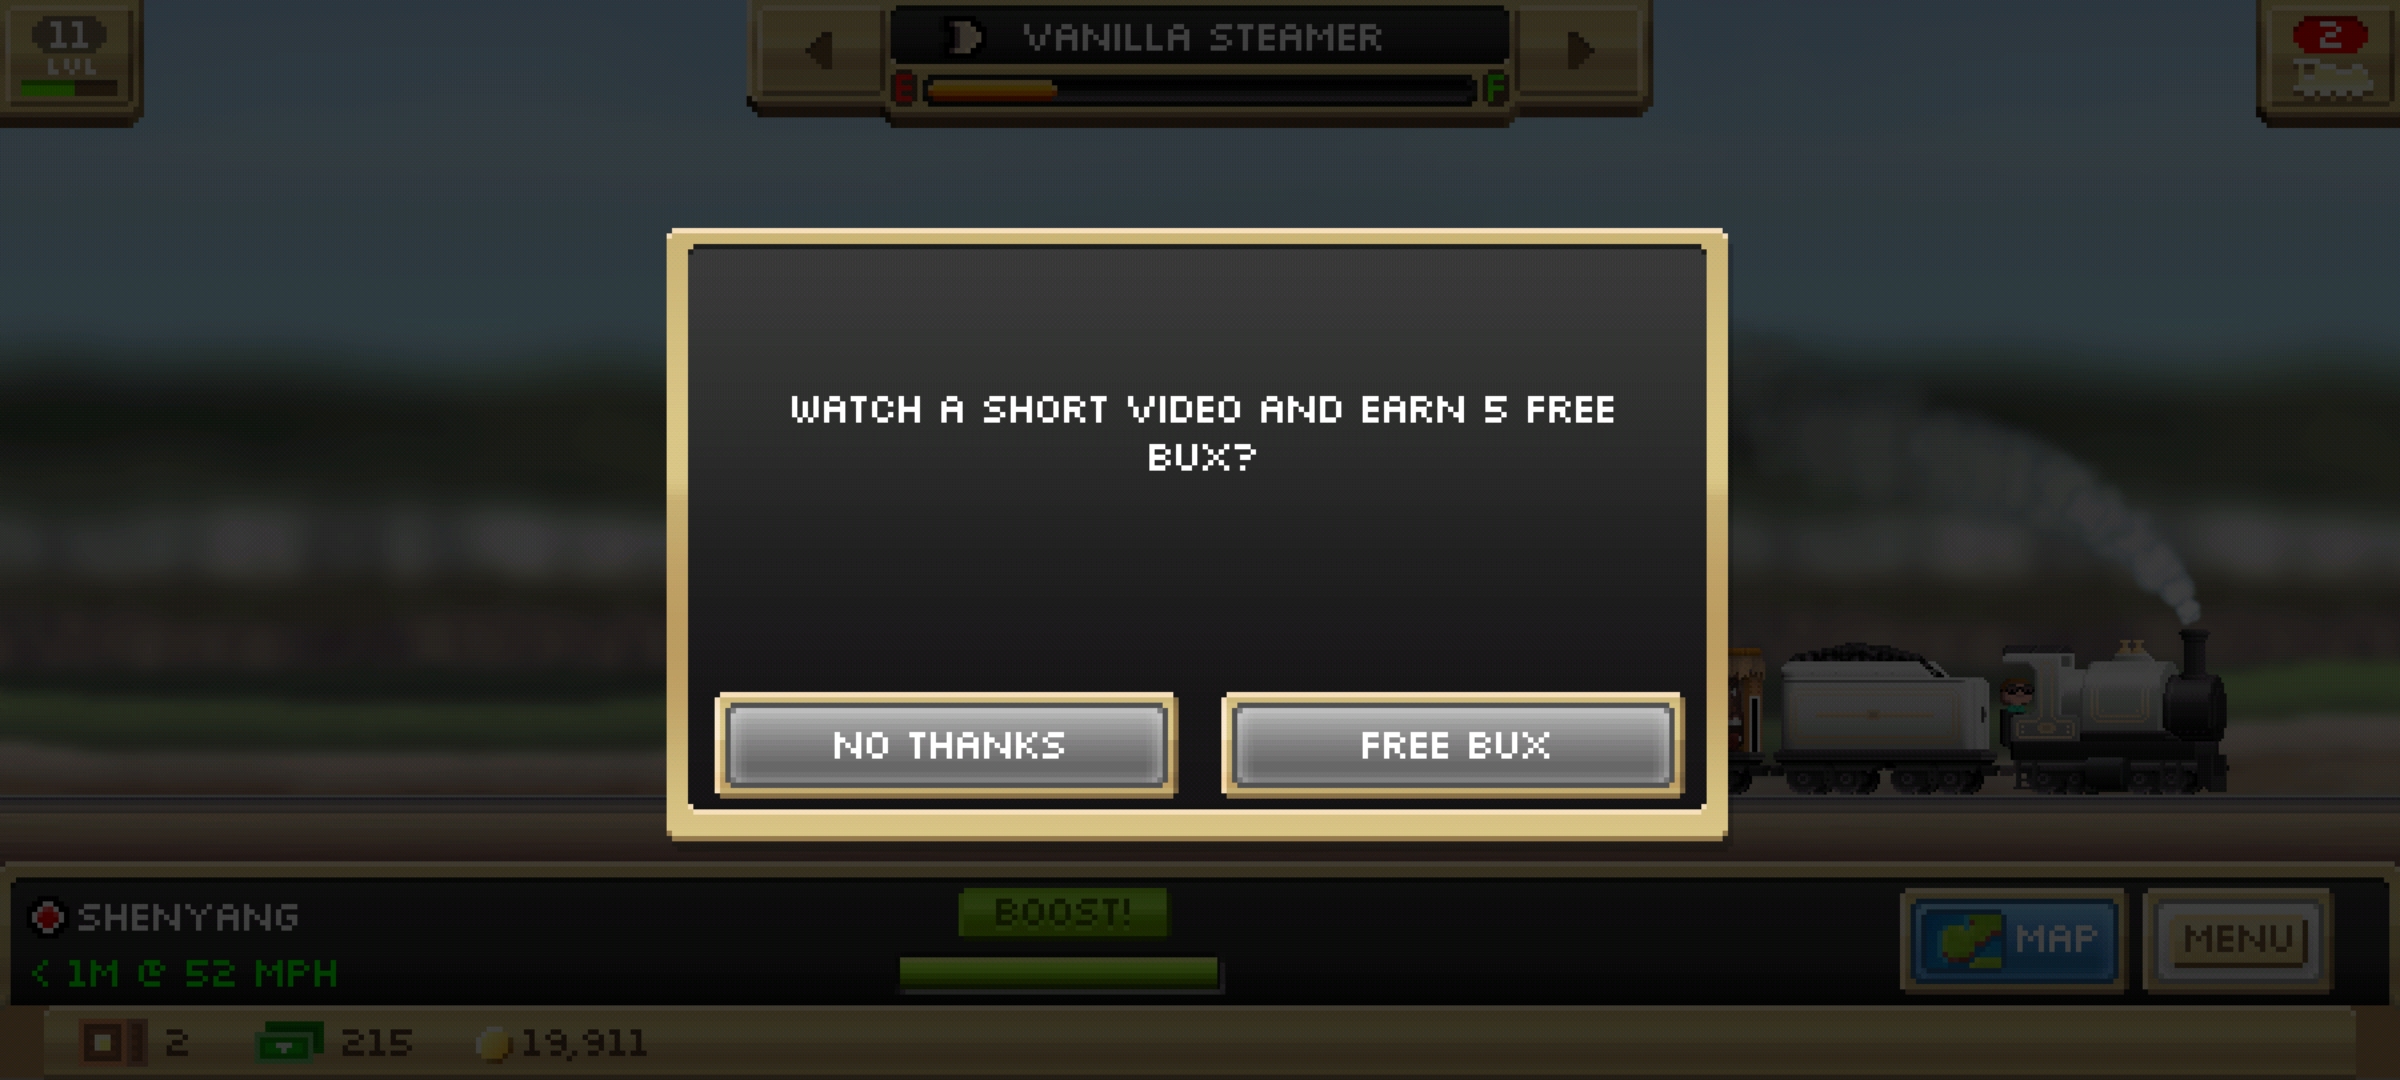 11
LVL
VANILLA STEAMER
E F
2
WATCH A SHORT VIDEO AND EARN 5 FREE
BUX?
NO THANKS
FREE BUX
SHENYANG
< 1M @ 52 MPH
BOOST!
MAP
MENU
2
215
19,911